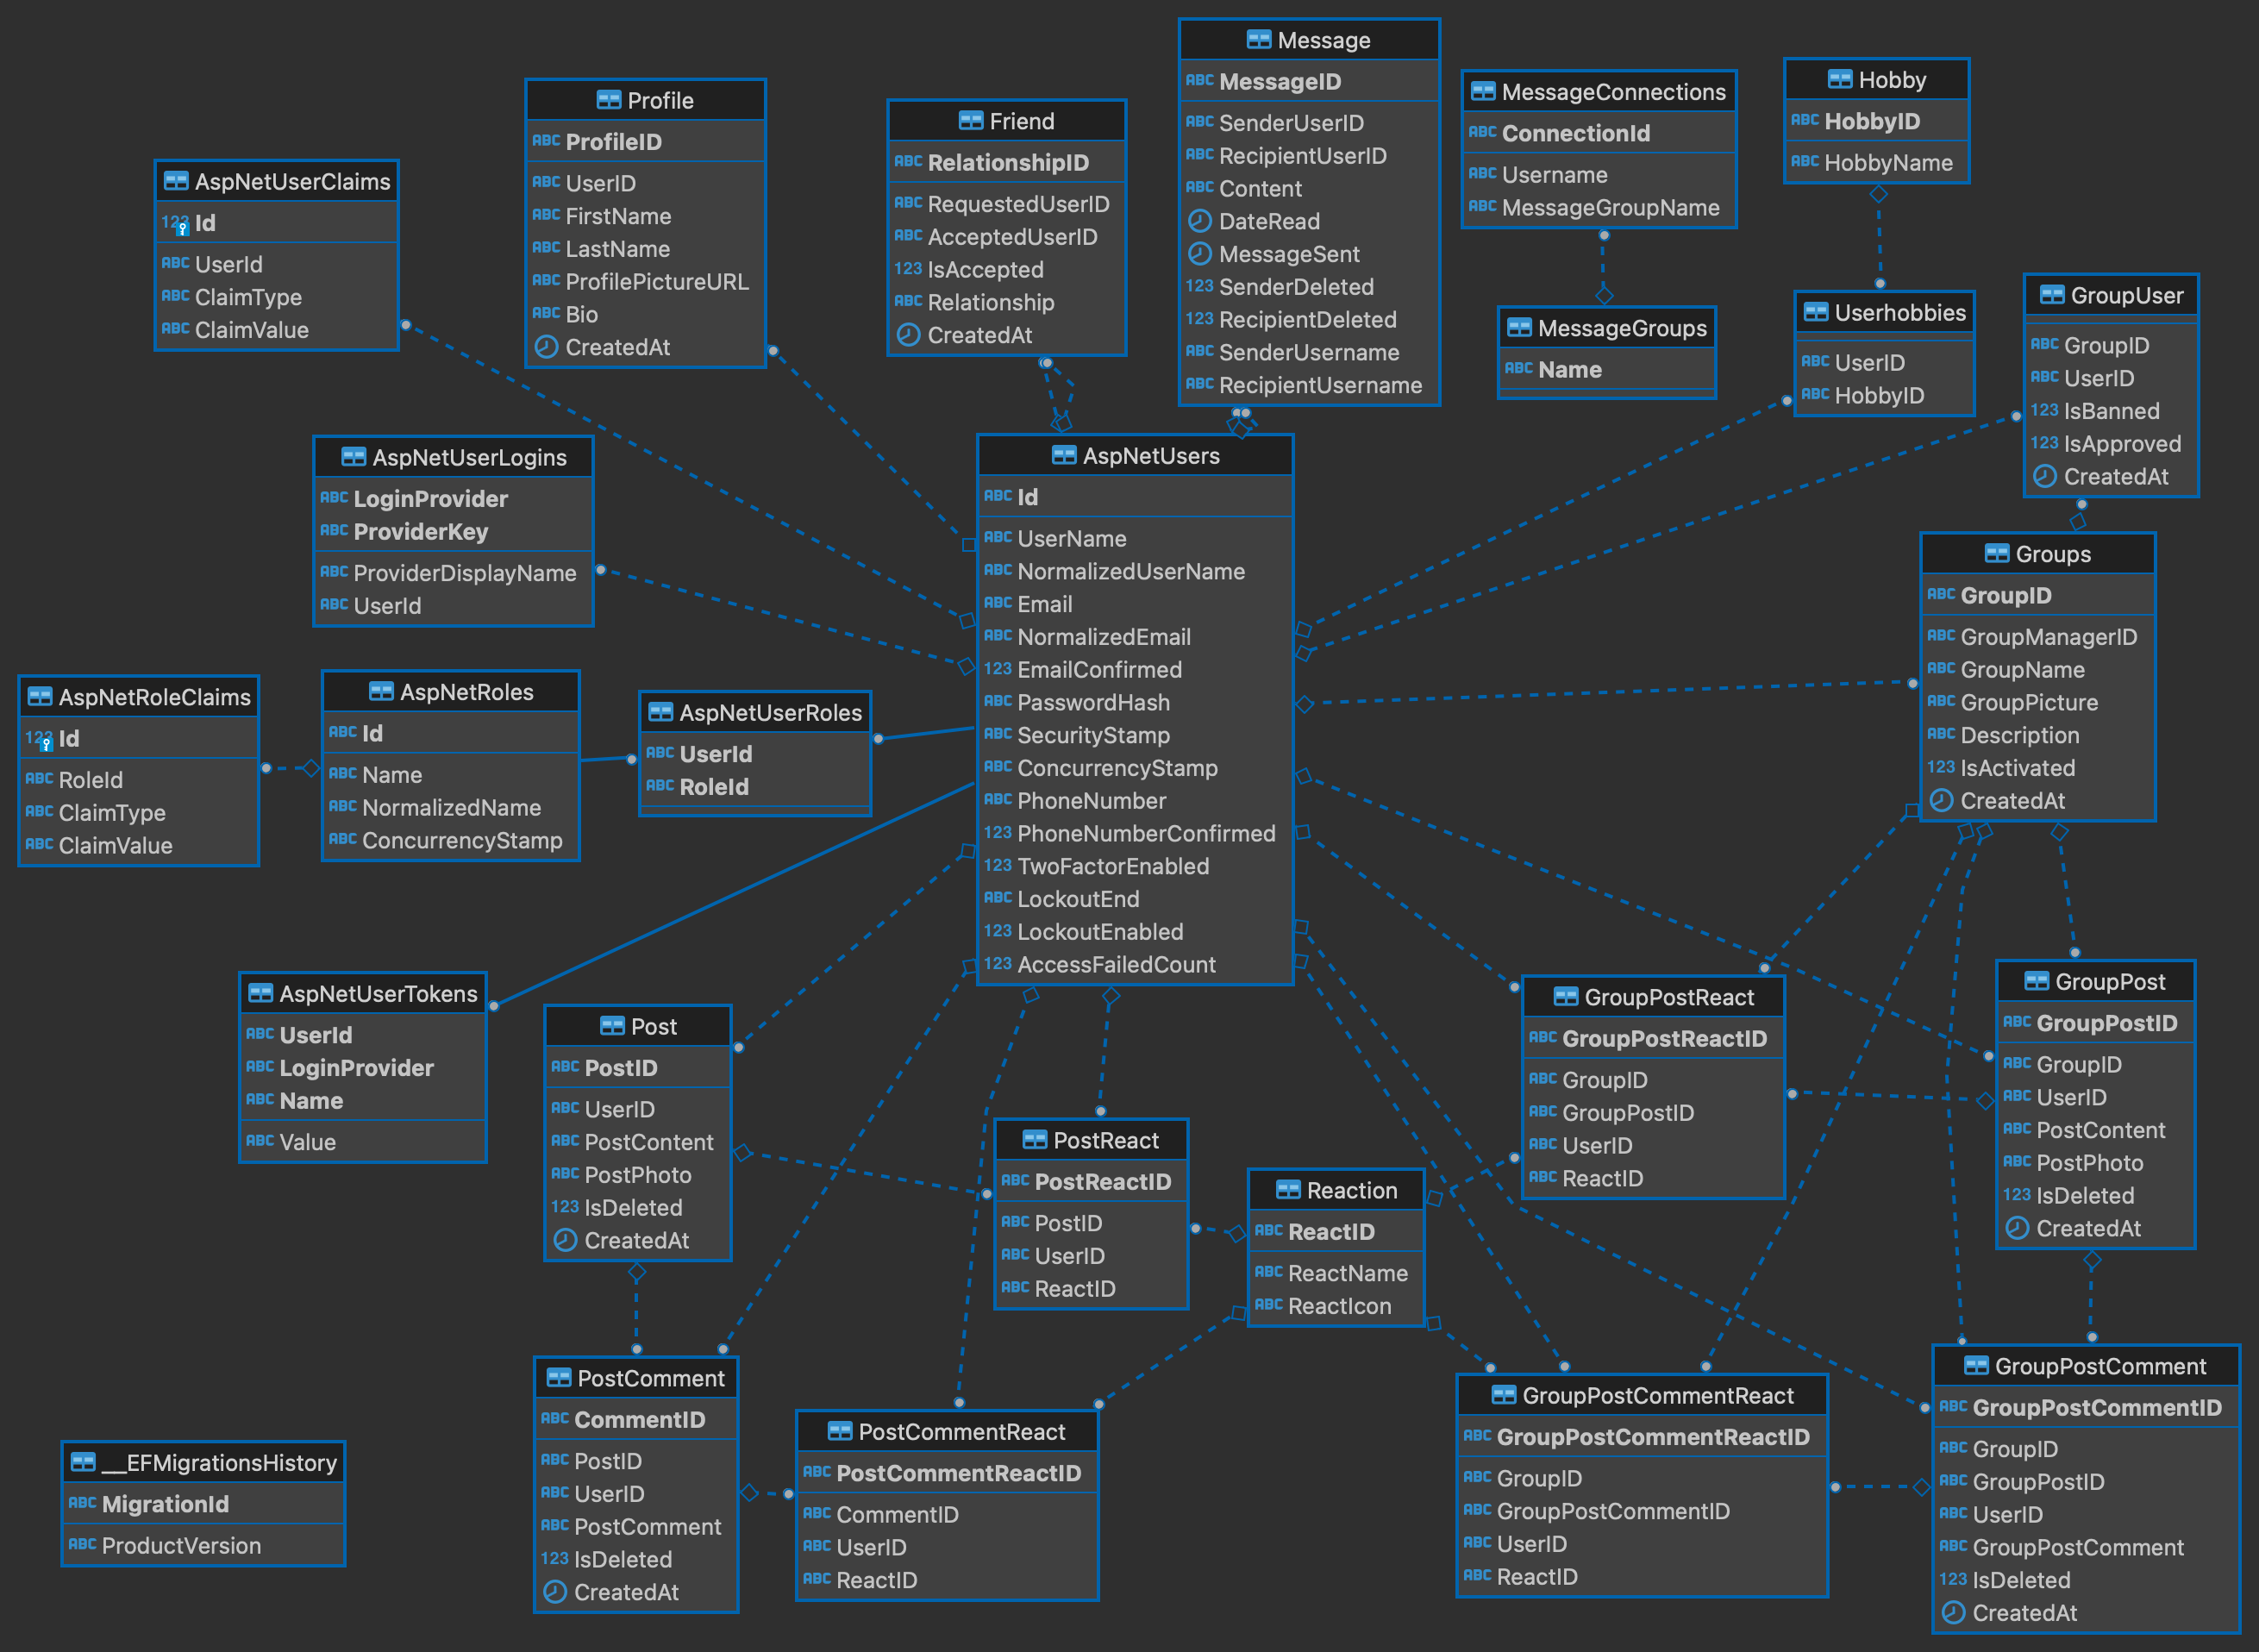 Message
ABC MessageID
ABC SenderUserID
ABC RecipientUserID
ABC Content
DateRead
MessageSent
123 SenderDeleted
123 RecipientDeleted
ABC SenderUsername
ABC RecipientUsername
MessageConnections
ABC ConnectionId
ABC Username
ABC MessageGroupName
Hobby
ABC HobbyID
ABC HobbyName
Profile
ABC ProfileID
ABC UserID
ABC FirstName
ABC LastName
ABC ProfilePictureURL
ABC Bio
CreatedAt
Friend
ABC RelationshipID
ABC RequestedUserID
ABC AcceptedUserID
123 IsAccepted
ABC Relationship
CreatedAt
AspNetUserClaims
123 Id
ABC UserId
ABC ClaimType
ABC ClaimValue
MessageGroups
ABC Name
Userhobbies
ABC UserID
ABC HobbyID
GroupUser
ABC GroupID
ABC UserID
123 IsBanned
123 IsApproved
CreatedAt
AspNetUserLogins
ABC LoginProvider
ABC ProviderKey
ABC ProviderDisplayName
ABC UserId
AspNetUsers
ABC Id
ABC UserName
ABC NormalizedUserName
ABC Email
ABC NormalizedEmail
123 EmailConfirmed
ABC PasswordHash
ABC SecurityStamp
ABC ConcurrencyStamp
ABC PhoneNumber
123 PhoneNumberConfirmed
123 TwoFactorEnabled
ABC LockoutEnd
123 LockoutEnabled
123 AccessFailedCount
Groups
ABC GroupID
ABC GroupManagerID
ABC GroupName
ABC GroupPicture
ABC Description
123 IsActivated
CreatedAt
AspNetRoleClaims
123 Id
ABC RoleId
ABC ClaimType
ABC ClaimValue
AspNetRoles
ABC Id
ABC Name
ABC NormalizedName
ABC ConcurrencyStamp
AspNetUserRoles
ABC UserId
ABC RoleId
AspNetUserTokens
ABC UserId
ABC LoginProvider
ABC Name
ABC Value
Post
ABC PostID
ABC UserID
ABC PostContent
ABC PostPhoto
123 IsDeleted
CreatedAt
PostReact
ABC PostReactID
ABC PostID
ABC UserID
ABC ReactID
Reaction
ABC ReactID
ABC ReactName
ABC ReactIcon
GroupPostReact
ABC GroupPostReactID
ABC GroupID
ABC GroupPostID
ABC UserID
ABC ReactID
GroupPost
ABC GroupPostID
ABC GroupID
ABC UserID
ABC PostContent
ABC PostPhoto
123 IsDeleted
CreatedAt
__EFMigrationsHistory
ABC MigrationId
ABC ProductVersion
PostComment
ABC CommentID
ABC PostID
ABC UserID
ABC PostComment
123 IsDeleted
CreatedAt
PostCommentReact
ABC PostCommentReactID
ABC CommentID
ABC UserID
ABC ReactID
GroupPostCommentReact
ABC GroupPostCommentReactID
ABC GroupID
ABC GroupPostCommentID
ABC UserID
ABC ReactID
GroupPostComment
ABC GroupPostCommentID
ABC GroupID
ABC GroupPostID
ABC UserID
ABC GroupPostComment
123 IsDeleted
CreatedAt